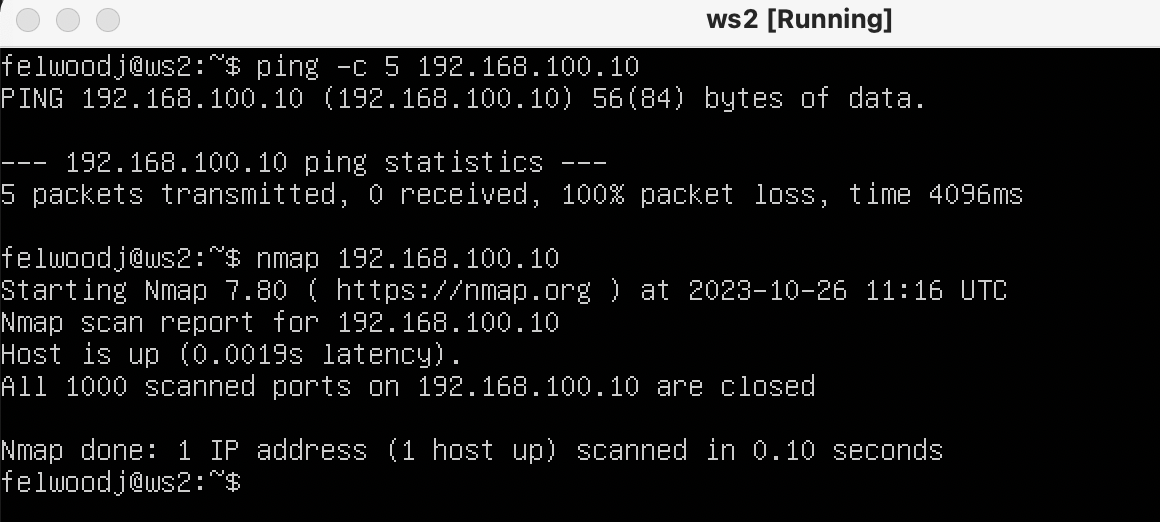 ws2 [Running]
felwoodj@ws2:~$ ping -c 5 192.168.100.10
PING 192.168.100.10 (192.168.100.10) 56(84) bytes of data.
--- 192.168.100.10 ping statistics ---
5 packets transmitted, 0 received, 100% packet loss, time 4096ms
felwoodj@ws2:~$ nmap 192.168.100.10
Starting Nmap 7.80 ( https://nmap.org ) at 2023-10-26 11:16 UTC
Nmap scan report for 192.168.100.10
Host is up (0.0019s latency).
All 1000 scanned ports on 192.168.100.10 are closed
Nmap done: 1 IP address (1 host up) scanned in 0.10 seconds
felwoodj@ws2:~$